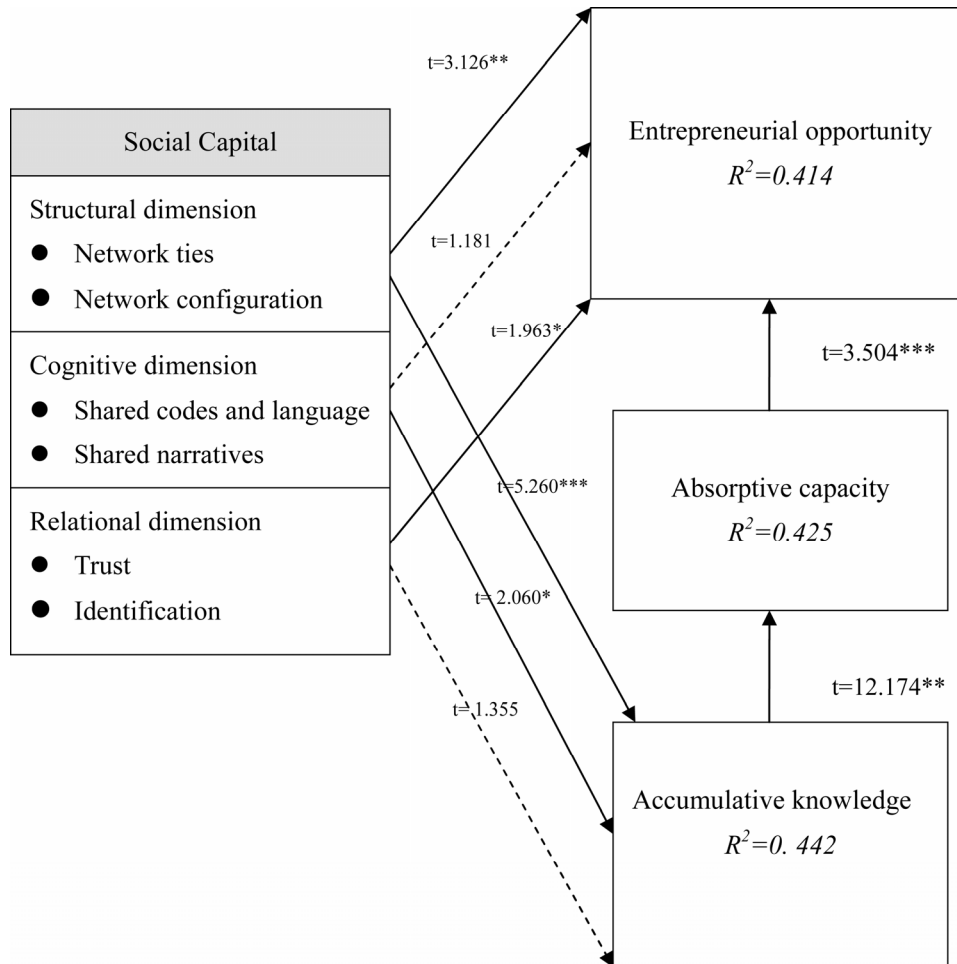 t=3.126**
Social Capital
Structural dimension
● Network ties
● Network configuration
Cognitive dimension
● Shared codes and language
● Shared narratives
Relational dimension
● Trust
● Identification
t=1.181
t=1.963*
t=5.260***
t= 2.060*
t= 1.355
Entrepreneurial opportunity
R²=0.414
t=3.504***
Absorptive capacity
R²=0.425
t=12.174**
Accumulative knowledge
R²=0. 442